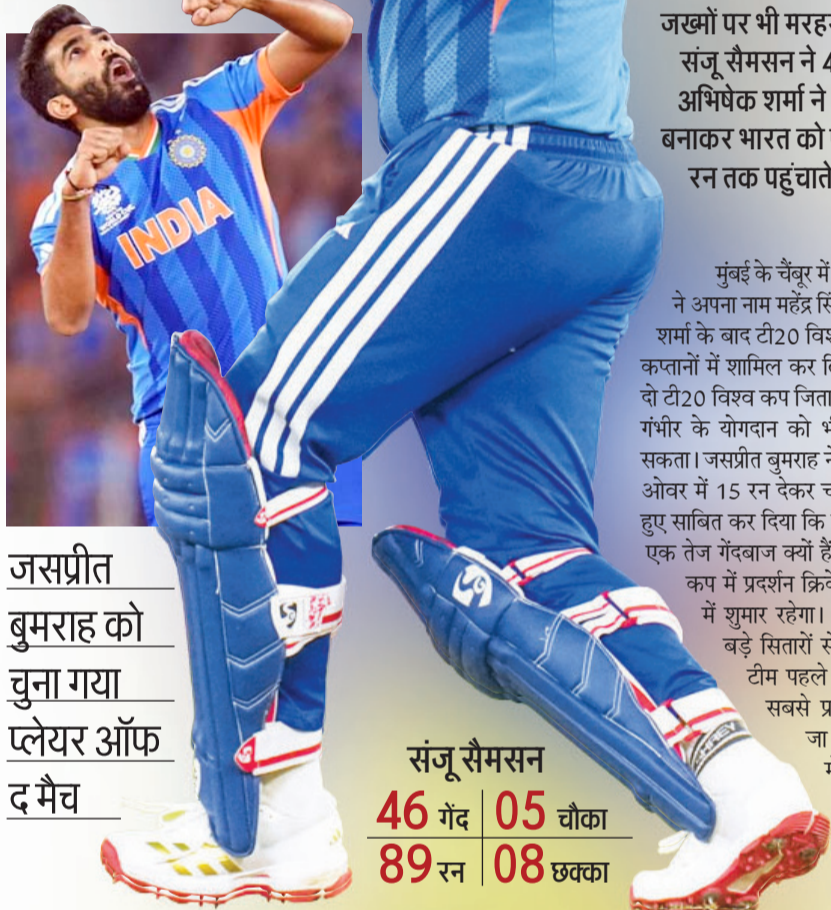 जख्मों पर भी मरह
संजू सैमसन ने 4
अभिषेक शर्मा ने
बनाकर भारत को
रन तक पहुंचाते
मुंबई के चैंबूर में
ने अपना नाम महेंद्र
शर्मा के बाद टी20
कप्तानों में शामिल कर
दो टी20 विश्व कप
गंभीर के योगदान को
सकता। जसप्रीत बुमराह
ओवर में 15 रन देकर
हुए साबित कर दिया कि
एक तेज गेंदबाज क्यों हैं
कप में प्रदर्शन
में शुमार रहेगा।
बड़े सितारों
टीम पहले
सबसे
जा
INDIA
जसप्रीत
बुमराह को
चुना गया
प्लेयर ऑफ
द मैच
संजू सैमसन
46 गेंद 05 चौका
89 रन 08 छक्का
SG
SG